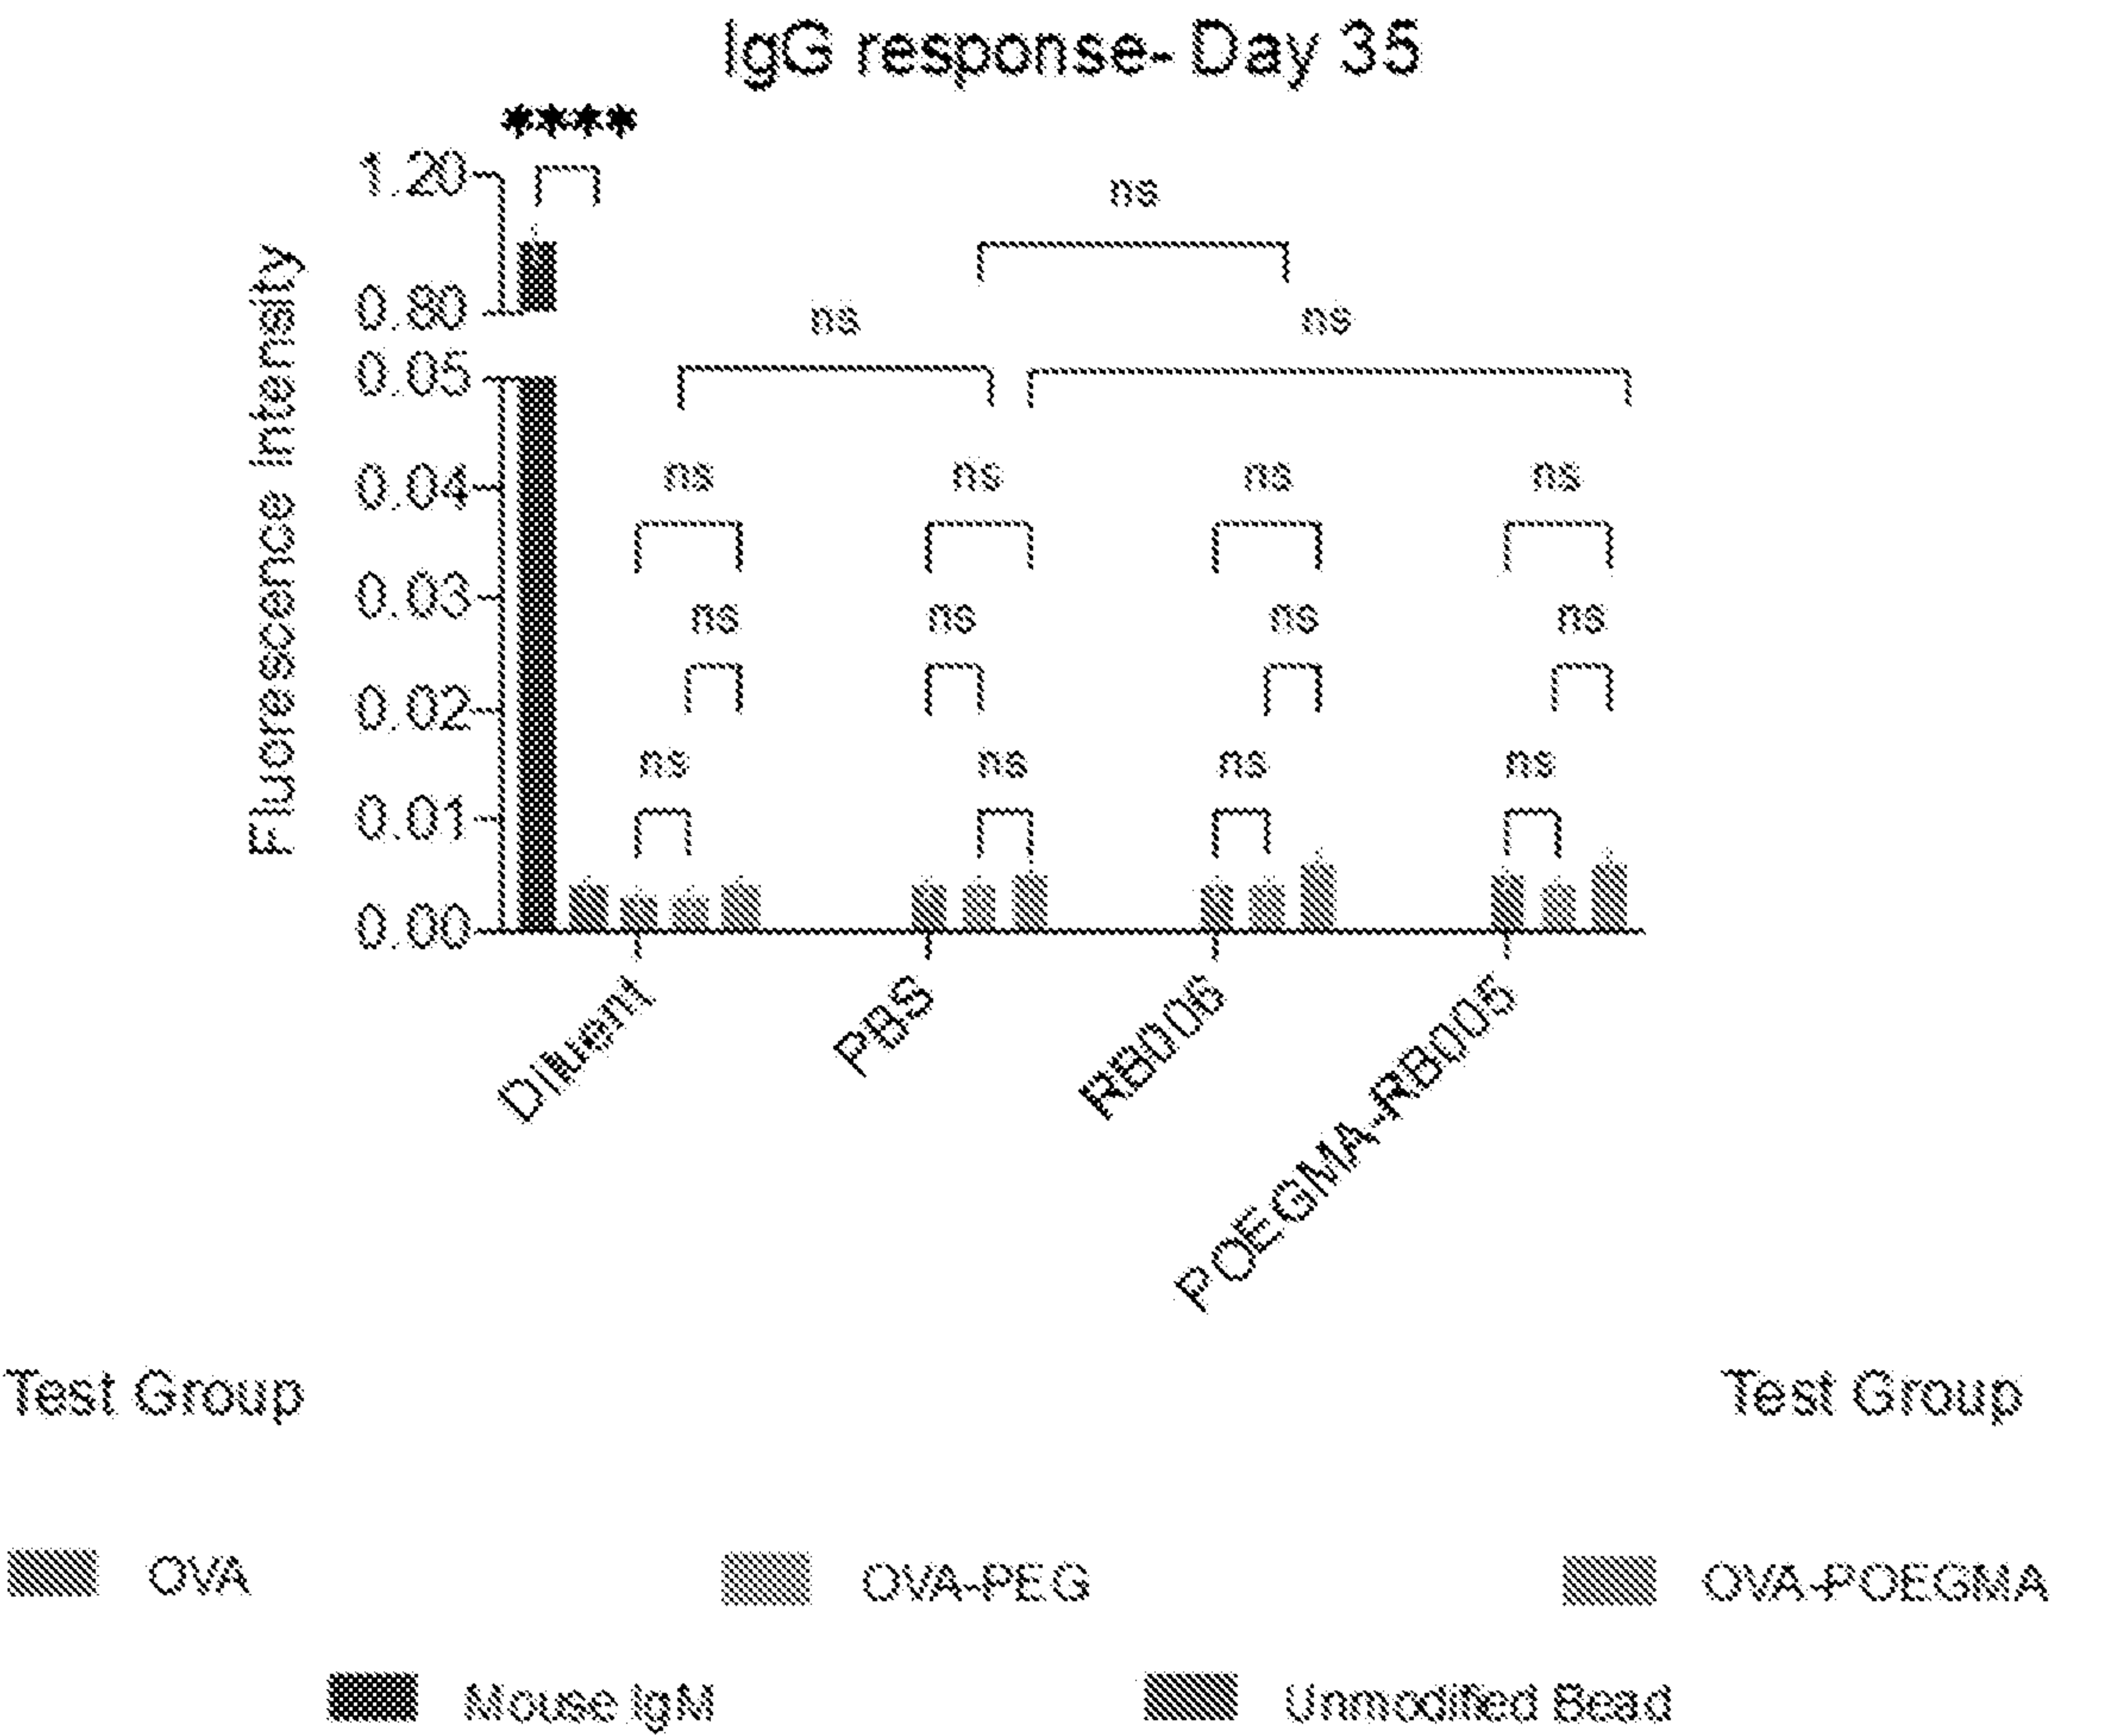 IgG response- Day 35
****
1.20
ns
0.80
ns
ns
0.05
0.04
ns
ns
ns
ns
0.03
ns
ns
ns
ns
0.02
ns
ns
ns
ns
0.01
0.00
Fluorescence Intensity
Diluent
PBS
RB006
POEGMA-RB005
Test Group
Test Group
OVA
OVA-PEG
OVA-POEGMA
Mouse IgM
Unmodified Bead